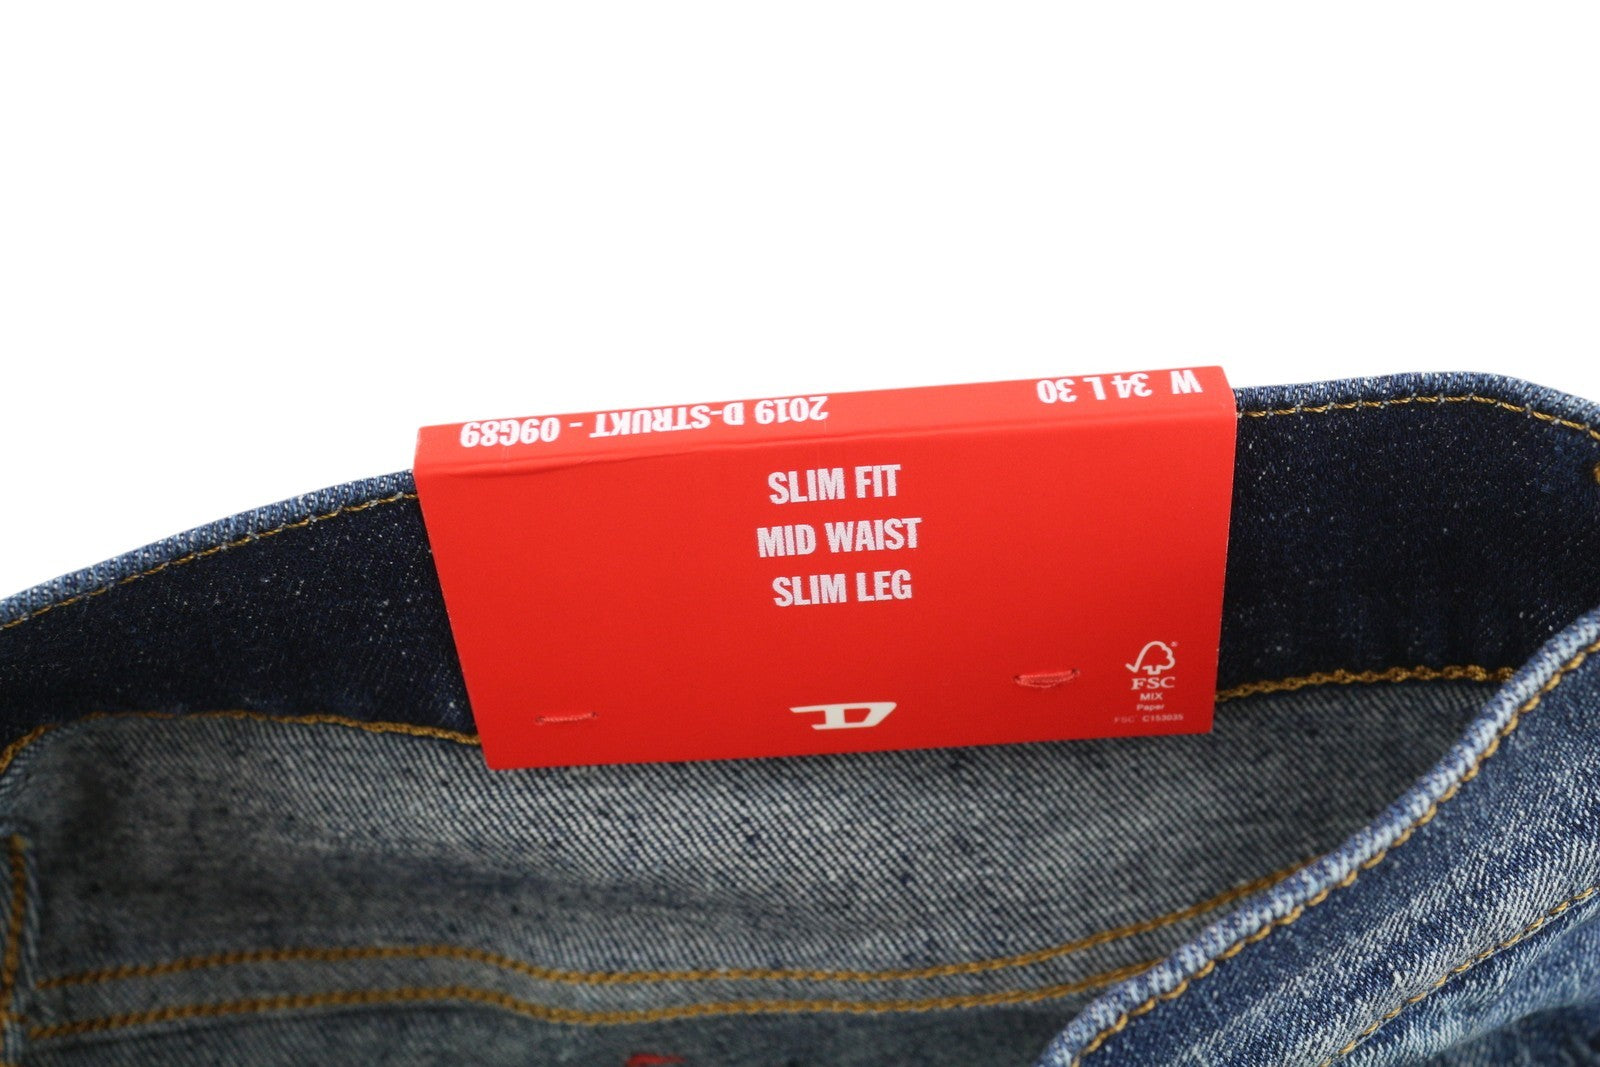 W 34 L 30
2019 D-STRUKT - 09G89
SLIM FIT
MID WAIST
SLIM LEG
FSC
MIX
Paper
FSC® C153035